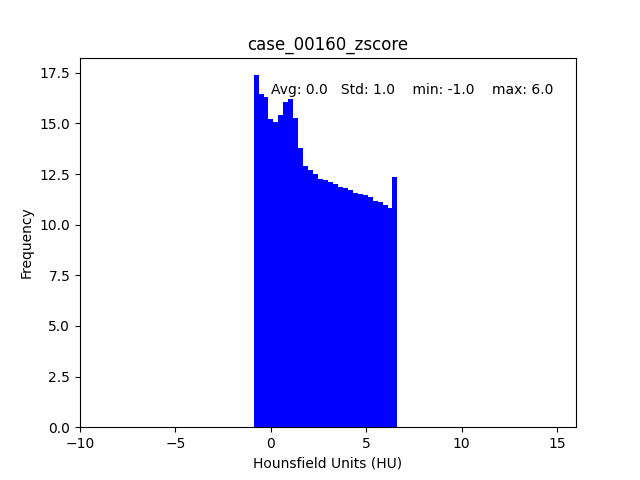 case_00160_zscore
Avg: 0.0 Std: 1.0 min: -1.0 max: 6.0
17.5
15.0
12.5
10.0
7.5
5.0
2.5
0.0
Frequency
−10 −5 0 5 10 15
Hounsfield Units (HU)